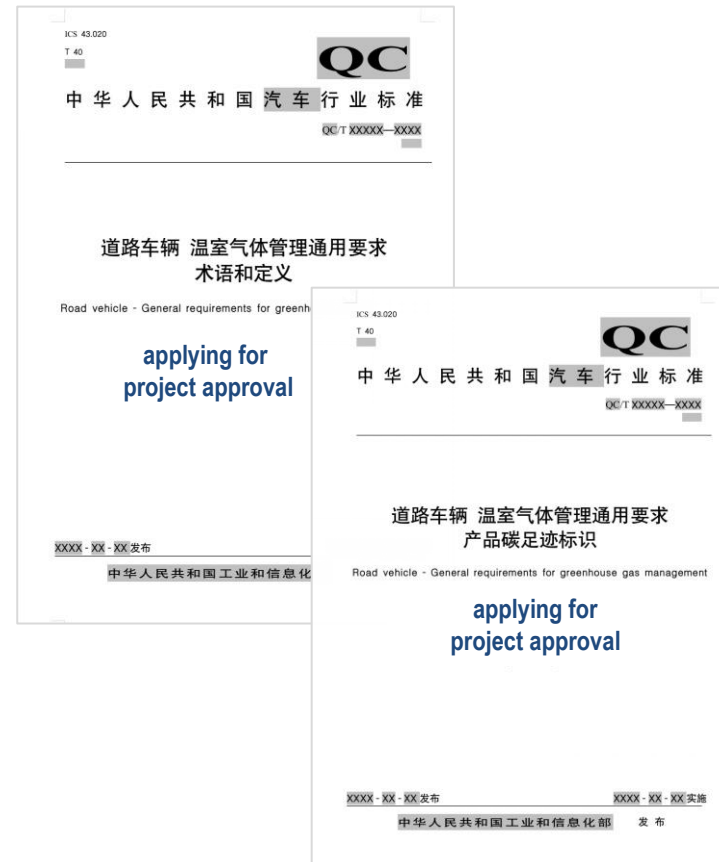 ICS 43.020
T 40
QC
中华人民共和国汽车行业标准
QC/T XXXXX—XXXX
道路车辆 温室气体管理通用要求
术语和定义
Road vehicle - General requirements for greenh
applying for
project approval
XXXX - XX - XX 发布
中华人民共和国工业和信息化
ICS 43.020
T 40
QC
中华人民共和国汽车行业标准
QC/T XXXXX—XXXX
道路车辆 温室气体管理通用要求
产品碳足迹标识
Road vehicle - General requirements for greenhouse gas management
applying for
project approval
XXXX - XX - XX 发布 XXXX - XX - XX 实施
中华人民共和国工业和信息化部 发布